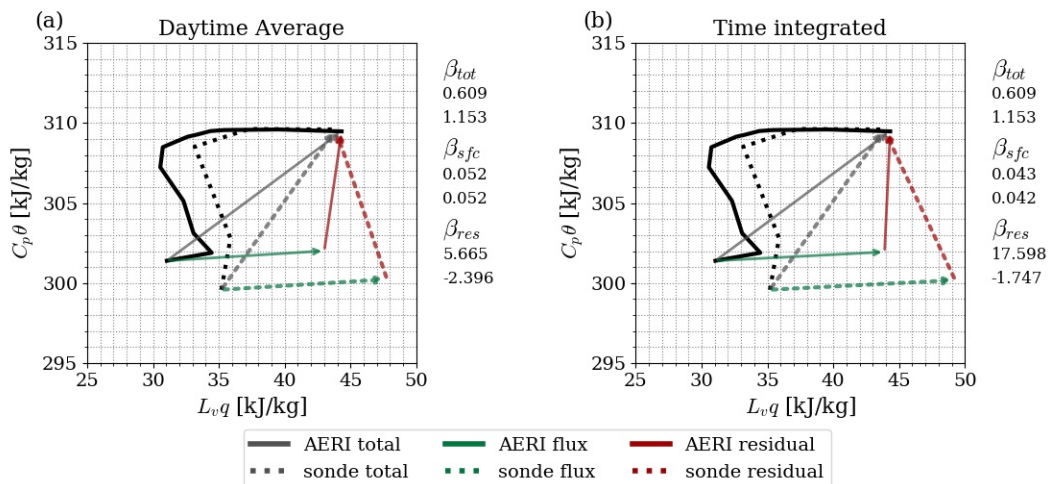 (a) Daytime Average
315
310
305
300
295
25 30 35 40 45 50
C_p θ [kJ/kg]
L_v q [kJ/kg]
β_tot
0.609
1.153
β_sfc
0.052
0.052
β_res
5.665
-2.396
(b) Time integrated
315
310
305
300
295
25 30 35 40 45 50
C_p θ [kJ/kg]
L_v q [kJ/kg]
β_tot
0.609
1.153
β_sfc
0.043
0.042
β_res
17.598
-1.747
AERI total AERI flux AERI residual
sonde total sonde flux sonde residual